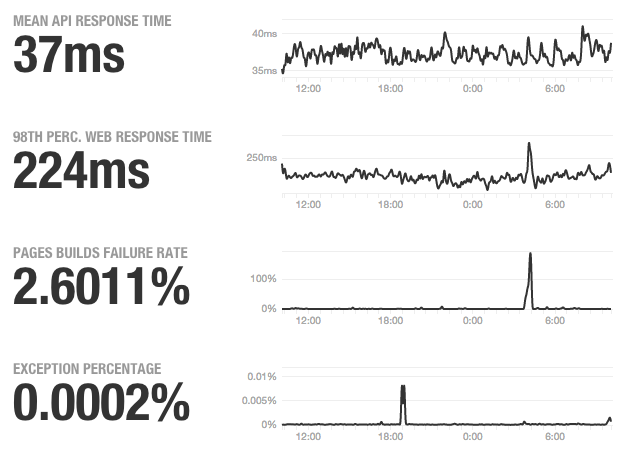 MEAN API RESPONSE TIME
37ms
40ms
35ms
12:00 18:00 0:00 6:00
98TH PERC. WEB RESPONSE TIME
224ms
250ms
12:00 18:00 0:00 6:00
PAGES BUILDS FAILURE RATE
2.6011%
100%
0%
12:00 18:00 0:00 6:00
EXCEPTION PERCENTAGE
0.0002%
0.01%
0.005%
0%
12:00 18:00 0:00 6:00